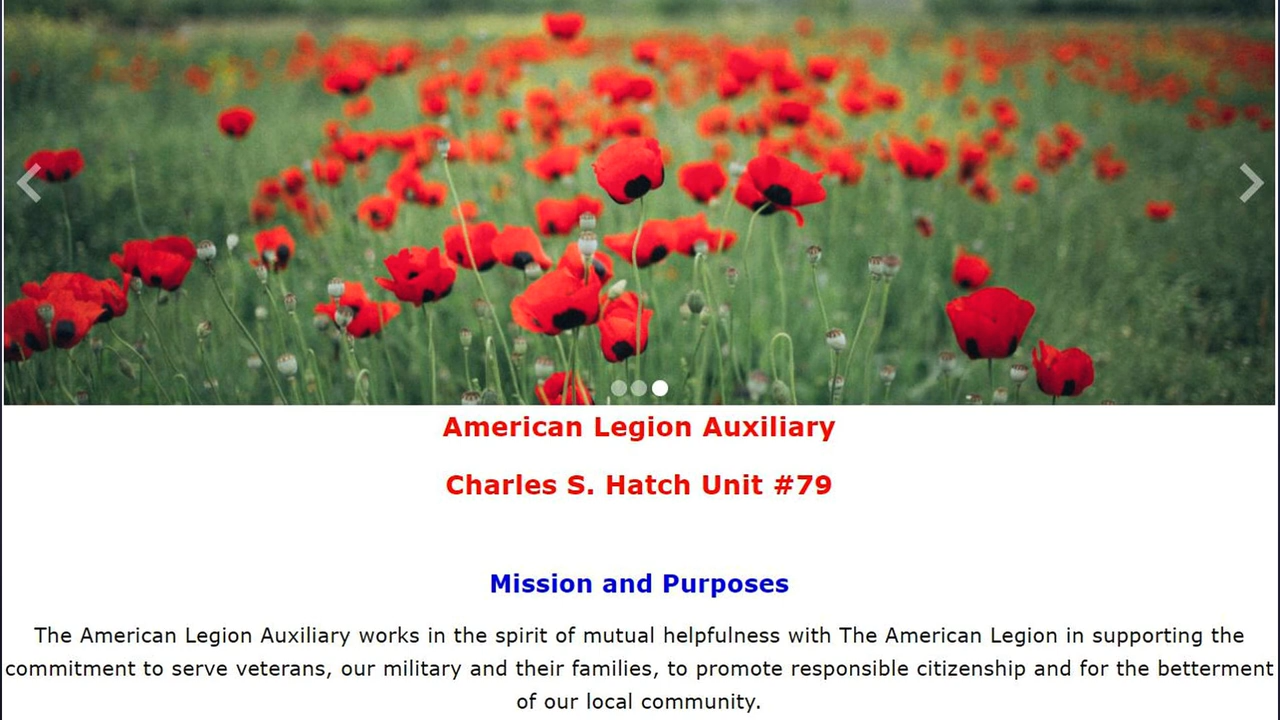 American Legion Auxiliary
Charles S. Hatch Unit #79
Mission and Purposes
The American Legion Auxiliary works in the spirit of mutual helpfulness with The American Legion in supporting the
commitment to serve veterans, our military and their families, to promote responsible citizenship and for the betterment
of our local community.